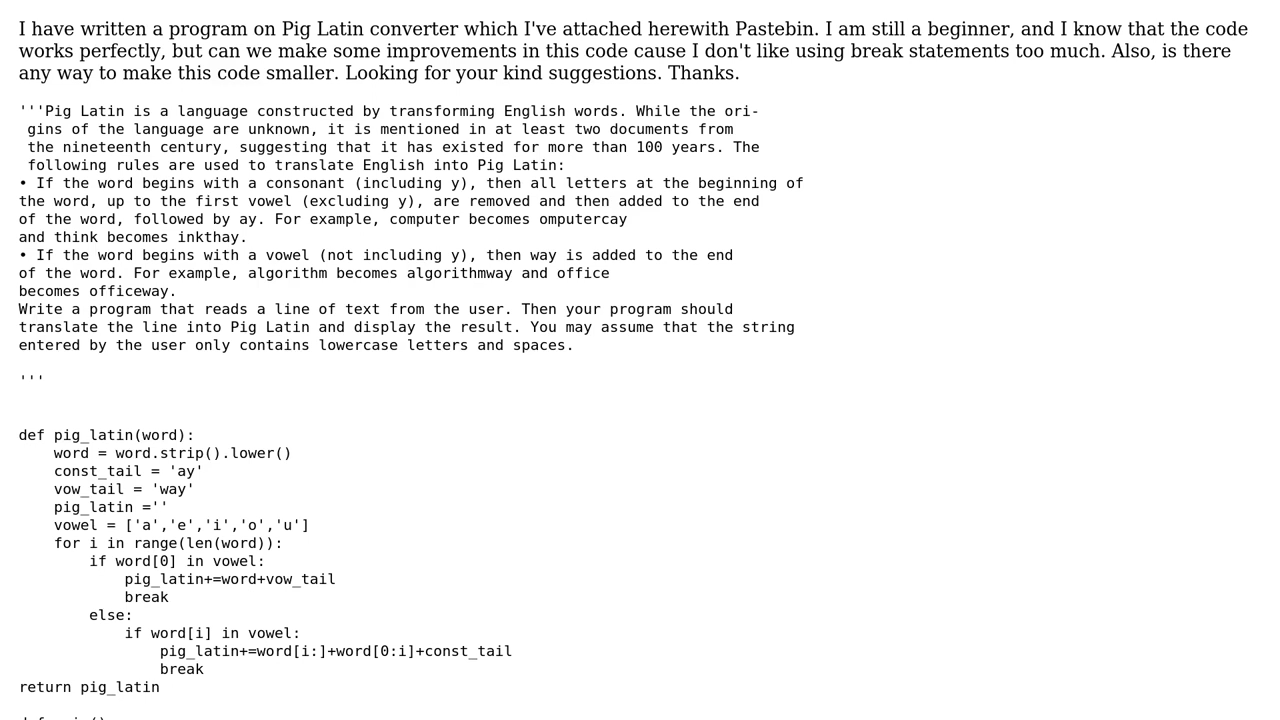 I have written a program on Pig Latin converter which I've attached herewith Pastebin. I am still a beginner, and I know that the code
works perfectly, but can we make some improvements in this code cause I don't like using break statements too much. Also, is there
any way to make this code smaller. Looking for your kind suggestions. Thanks.
'''Pig Latin is a language constructed by transforming English words. While the ori-
 gins of the language are unknown, it is mentioned in at least two documents from
 the nineteenth century, suggesting that it has existed for more than 100 years. The
 following rules are used to translate English into Pig Latin:
• If the word begins with a consonant (including y), then all letters at the beginning of
the word, up to the first vowel (excluding y), are removed and then added to the end
of the word, followed by ay. For example, computer becomes omputercay
and think becomes inkthay.
• If the word begins with a vowel (not including y), then way is added to the end
of the word. For example, algorithm becomes algorithmway and office
becomes officeway.
Write a program that reads a line of text from the user. Then your program should
translate the line into Pig Latin and display the result. You may assume that the string
entered by the user only contains lowercase letters and spaces.
'''
def pig_latin(word):
    word = word.strip().lower()
    const_tail = 'ay'
    vow_tail = 'way'
    pig_latin =''
    vowel = ['a','e','i','o','u']
    for i in range(len(word)):
        if word[0] in vowel:
            pig_latin+=word+vow_tail
            break
        else:
            if word[i] in vowel:
                pig_latin+=word[i:]+word[0:i]+const_tail
                break
return pig_latin